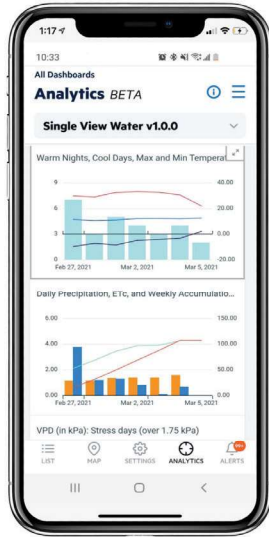 1:17
10:33
All Dashboards
Analytics BETA
Single View Water v1.0.0
Warm Nights, Cool Days, Max and Min Tempera...
9 40.00
6 20.00
3 0.00
0 -20.00
Feb 27, 2021 Mar 2, 2021 Mar 5, 2021
Daily Precipitation, ETc, and Weekly Accumulatio...
6.00 150.00
4.00 100.00
2.00 50.00
0.00 0.00
Feb 27, 2021 Mar 2, 2021 Mar 5, 2021
VPD (in kPa): Stress days (over 1.75 kPa)
LIST MAP SETTINGS ANALYTICS ALERTS